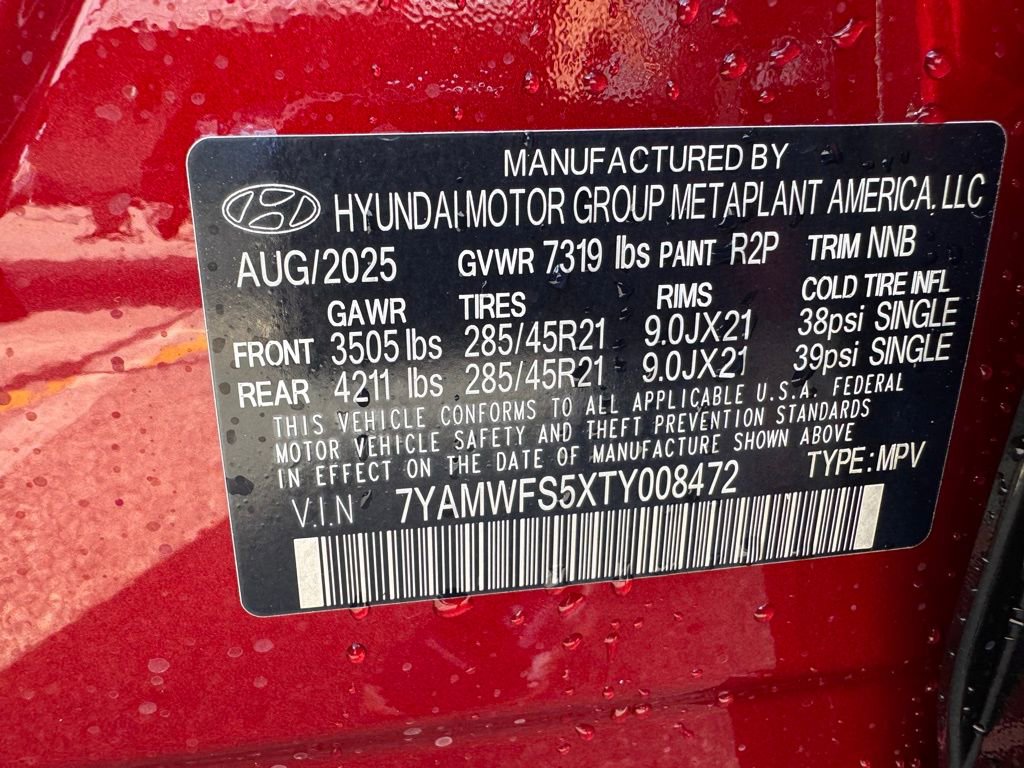 MANUFACTURED BY
HYUNDAI MOTOR GROUP METAPLANT AMERICA, LLC
AUG/2025 GVWR 7319 lbs PAINT R2P TRIM NNB
GAWR TIRES RIMS COLD TIRE INFL
FRONT 3505 lbs 285/45R21 9.0JX21 38psi SINGLE
REAR 4211 lbs 285/45R21 9.0JX21 39psi SINGLE
THIS VEHICLE CONFORMS TO ALL APPLICABLE U.S.A. FEDERAL
MOTOR VEHICLE SAFETY AND THEFT PREVENTION STANDARDS
IN EFFECT ON THE DATE OF MANUFACTURE SHOWN ABOVE
V.I.N 7YAMWFS5XTY008472 TYPE:MPV